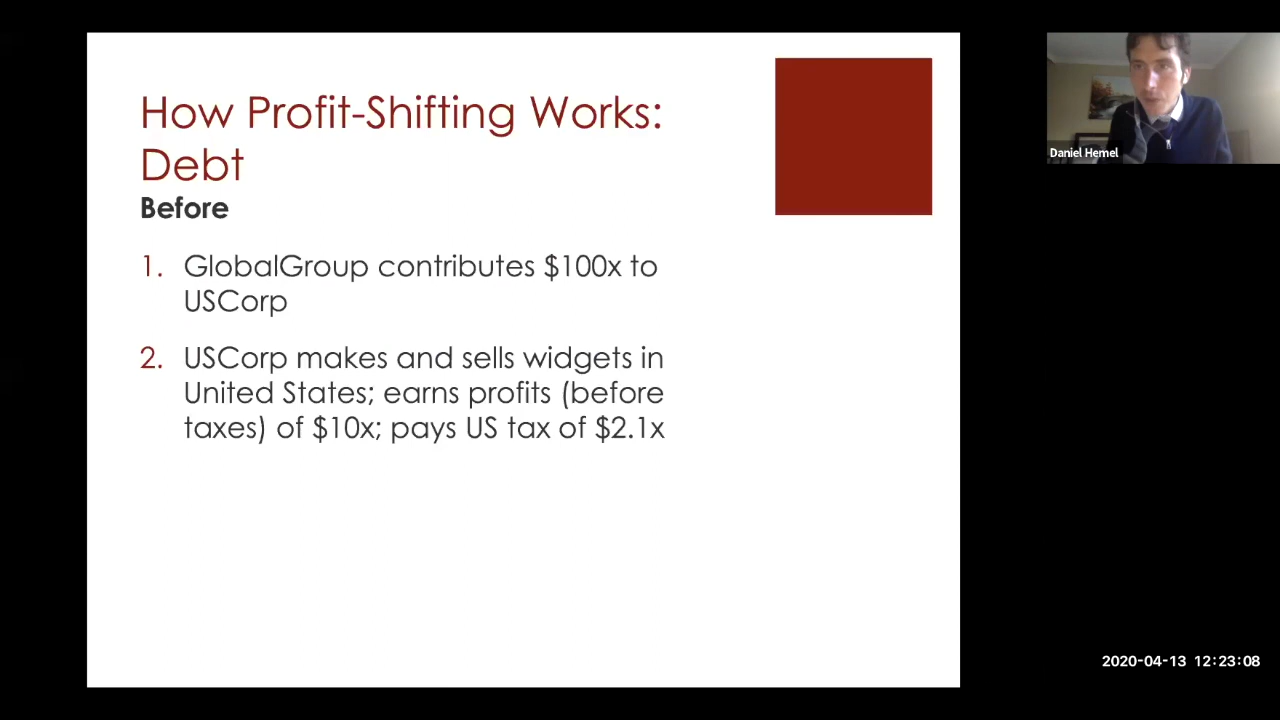 How Profit-Shifting Works:
Debt
Before
1. GlobalGroup contributes $100x to
USCorp
2. USCorp makes and sells widgets in
United States; earns profits (before
taxes) of $10x; pays US tax of $2.1x
Daniel Hemel
2020-04-13 12:23:08